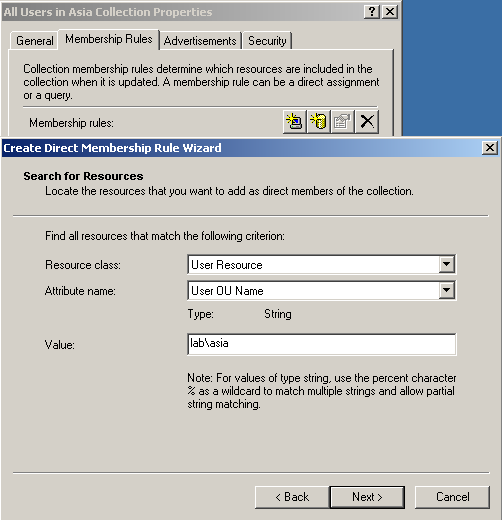 All Users in Asia Collection Properties
General Membership Rules Advertisements Security
Collection membership rules determine which resources are included in the
collection when it is updated. A membership rule can be a direct assignment
or a query.
Membership rules:
Create Direct Membership Rule Wizard
Search for Resources
Locate the resources that you want to add as direct members of the collection.
Find all resources that match the following criterion:
Resource class: User Resource
Attribute name: User OU Name
Type: String
Value: lab\asia
Note: For values of type string, use the percent character
% as a wildcard to match multiple strings and allow partial
string matching.
< Back Next > Cancel